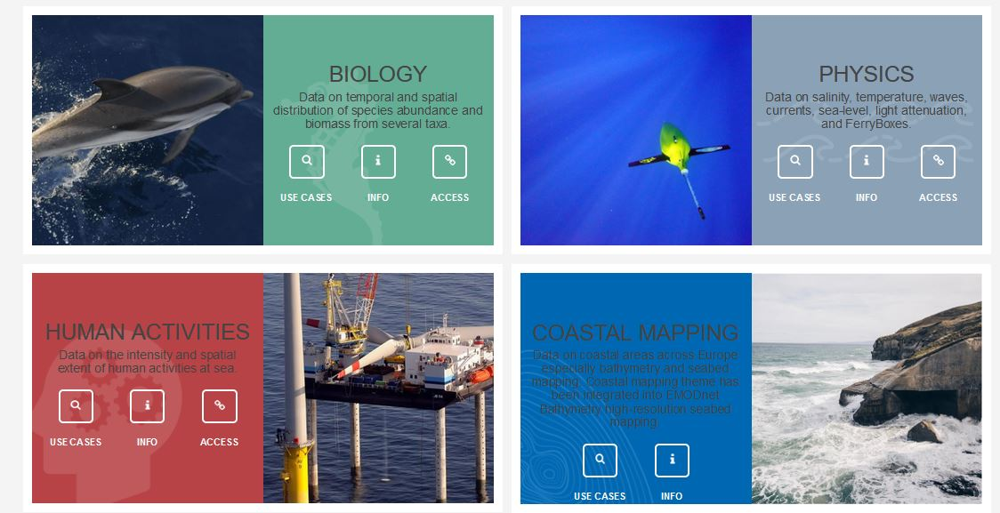 BIOLOGY
Data on temporal and spatial
distribution of species abundance and
biomass from several taxa.
USE CASES INFO ACCESS
PHYSICS
Data on salinity, temperature, waves,
currents, sea-level, light attenuation,
and FerryBoxes.
USE CASES INFO ACCESS
HUMAN ACTIVITIES
Data on the intensity and spatial
extent of human activities at sea.
USE CASES INFO ACCESS
COASTAL MAPPING
Data on coastal areas across Europe
especially bathymetry and seabed
mapping. Coastal mapping theme has
been integrated into EMODnet
Bathymetry high-resolution seabed
mapping.
USE CASES INFO